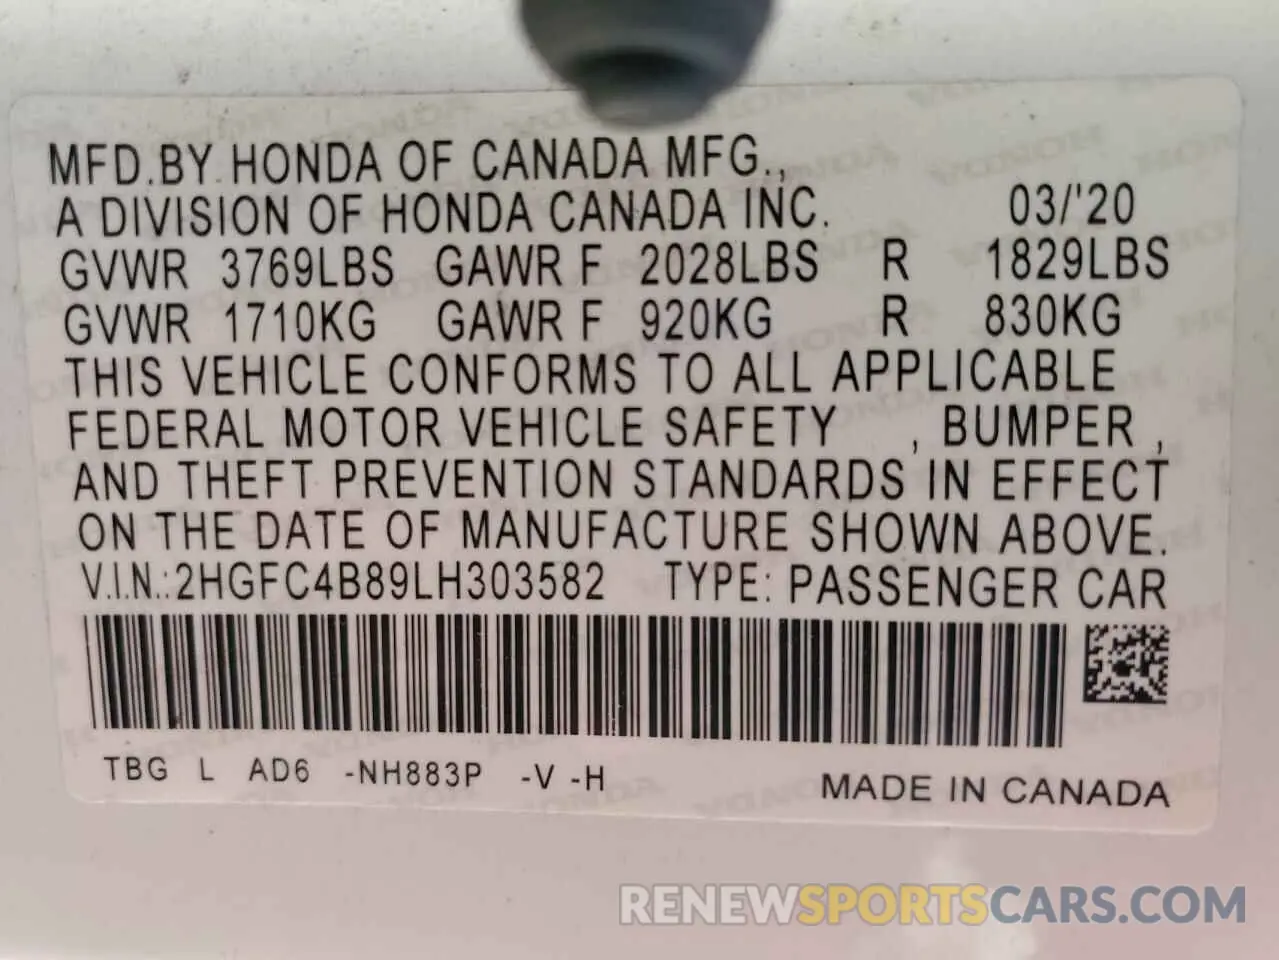 MFD.BY HONDA OF CANADA MFG.,
A DIVISION OF HONDA CANADA INC. 03/'20
GVWR 3769LBS GAWR F 2028LBS R 1829LBS
GVWR 1710KG GAWR F 920KG R 830KG
THIS VEHICLE CONFORMS TO ALL APPLICABLE
FEDERAL MOTOR VEHICLE SAFETY , BUMPER ,
AND THEFT PREVENTION STANDARDS IN EFFECT
ON THE DATE OF MANUFACTURE SHOWN ABOVE.
V.I.N.:2HGFC4B89LH303582 TYPE: PASSENGER CAR
TBG L AD6 -NH883P -V -H
MADE IN CANADA
RENEWSPORTSCARS.COM